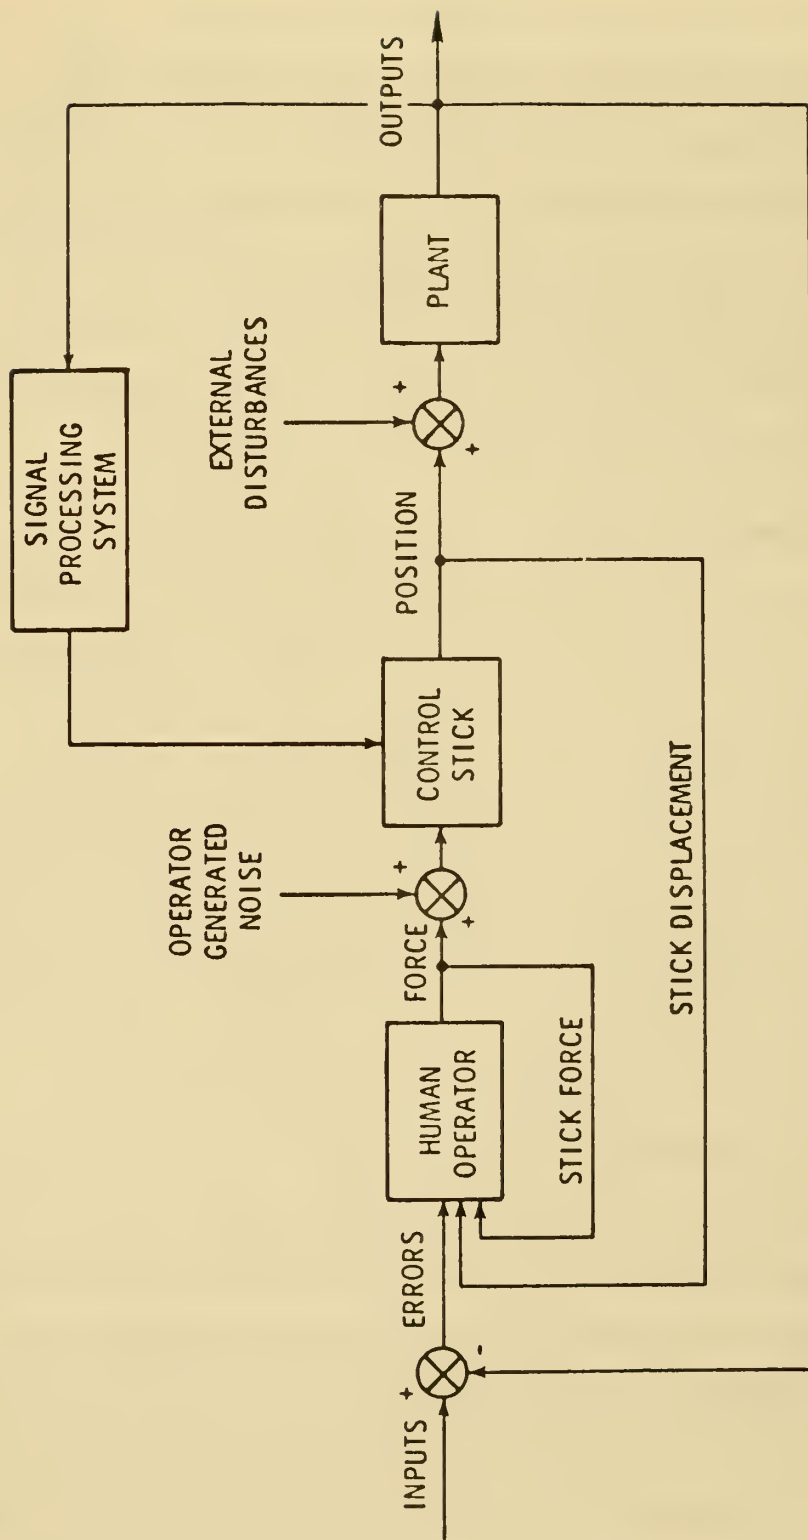 SIGNAL
PROCESSING
SYSTEM
OPERATOR
GENERATED
NOISE
EXTERNAL
DISTURBANCES
INPUTS
+
-
ERRORS
HUMAN
OPERATOR
FORCE
+
+
CONTROL
STICK
POSITION
+
+
PLANT
OUTPUTS
STICK FORCE
STICK DISPLACEMENT